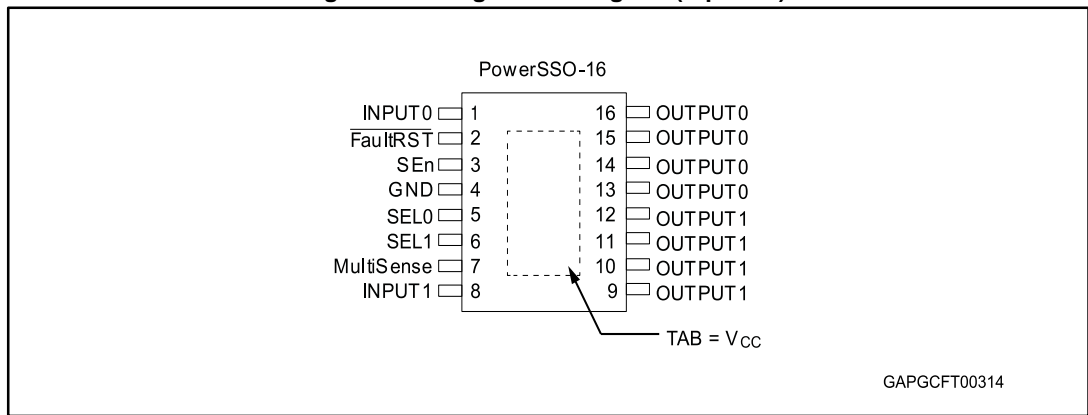 PowerSSO-16
INPUT0 1 16 OUTPUT0
FaultRST 2 15 OUTPUT0
SEn 3 14 OUTPUT0
GND 4 13 OUTPUT0
SEL0 5 12 OUTPUT1
SEL1 6 11 OUTPUT1
MultiSense 7 10 OUTPUT1
INPUT1 8 9 OUTPUT1
TAB = VCC
GAPGCFT00314